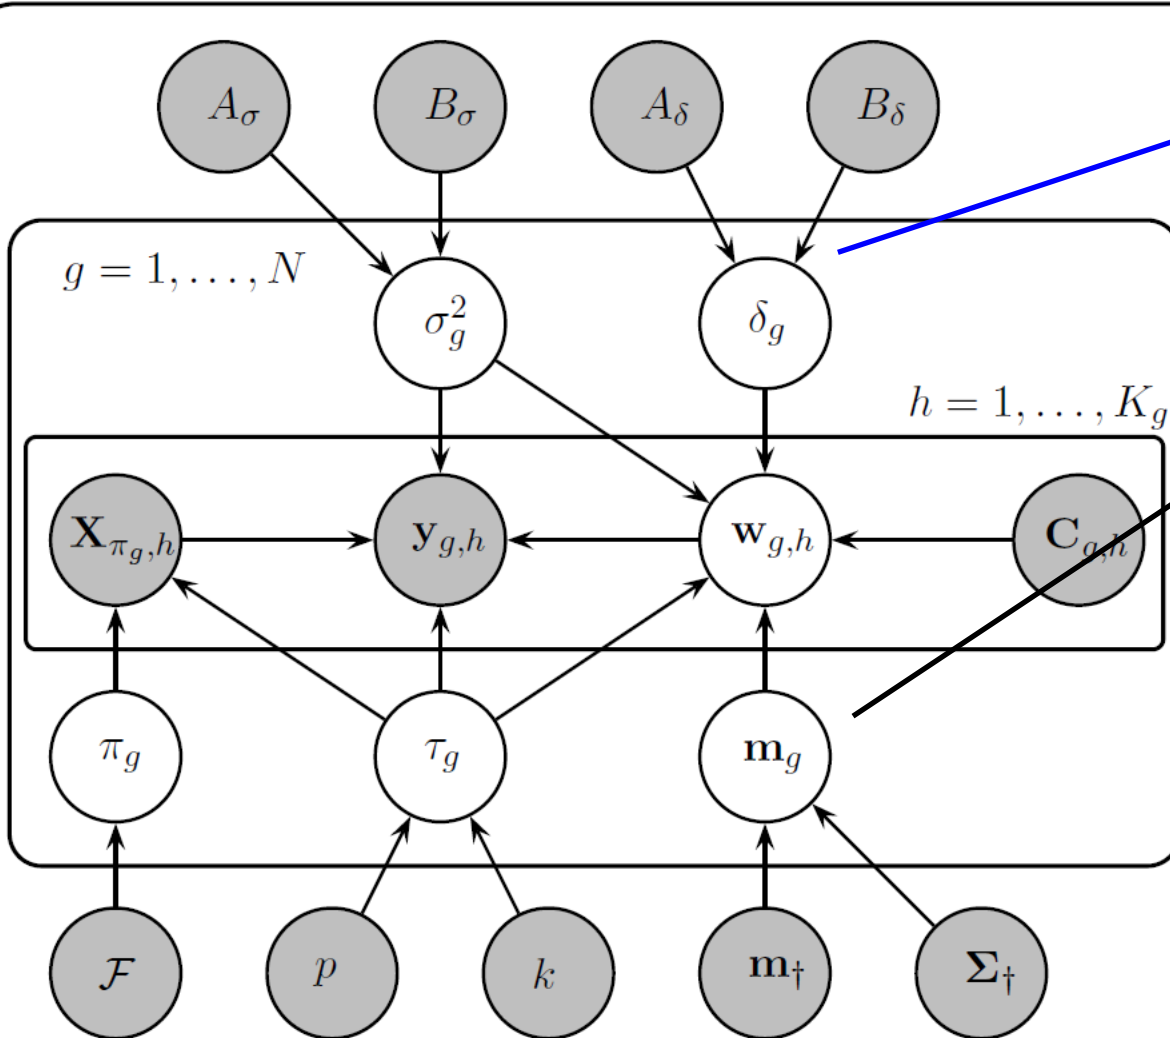 A_σ B_σ A_δ B_δ
g = 1, . . . , N
σ_g^2 δ_g
h = 1, . . . , K_g
X_{π_g,h} y_{g,h} w_{g,h} C_{g,h}
π_g τ_g m_g
ℱ p k m_† Σ_†